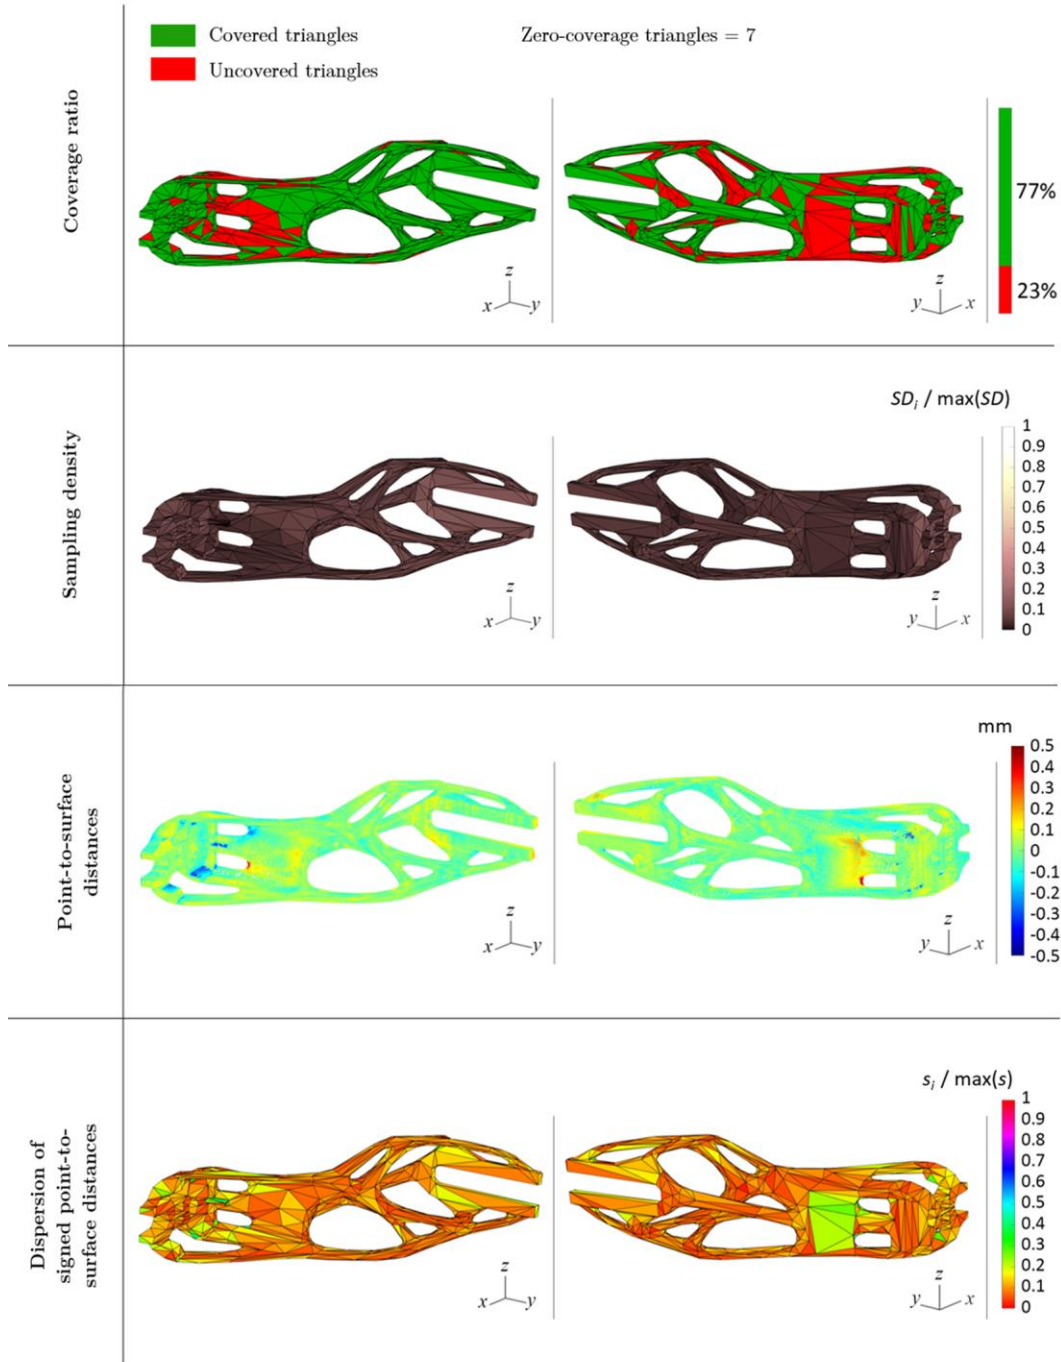 Coverage ratio
Covered triangles
Uncovered triangles
Zero-coverage triangles = 7
77%
23%
z
x
y
z
y
x
Sampling density
SDi / max(SD)
1
0.9
0.8
0.7
0.6
0.5
0.4
0.3
0.2
0.1
0
z
x
y
z
y
x
Point-to-surface
distances
mm
0.5
0.4
0.3
0.2
0.1
0
-0.1
-0.2
-0.3
-0.4
-0.5
z
x
y
z
y
x
Dispersion of
signed point-to-
surface distances
si / max(s)
1
0.9
0.8
0.7
0.6
0.5
0.4
0.3
0.2
0.1
0
z
x
y
z
y
x